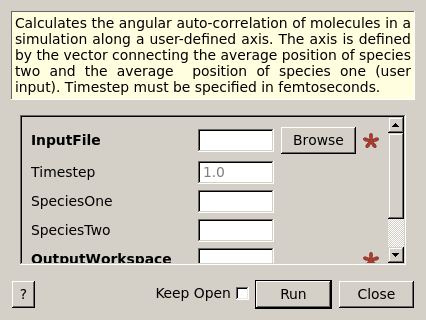 Calculates the angular auto-correlation of molecules in a
simulation along a user-defined axis. The axis is defined
by the vector connecting the average position of species
two and the average position of species one (user
input). Timestep must be specified in femtoseconds.
InputFile Browse *
Timestep 1.0
SpeciesOne
SpeciesTwo
OutputWorkspace *
? Keep Open Run Close